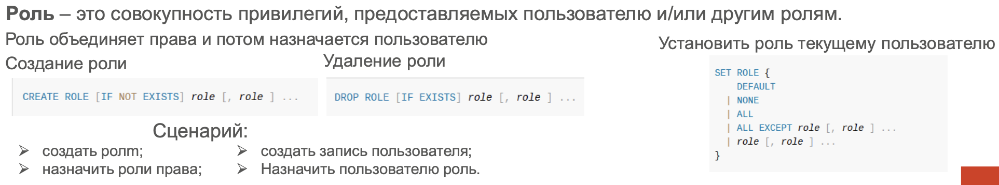 Роль – это совокупность привилегий, предоставляемых пользователю и/или другим ролям.
Роль объединяет права и потом назначается пользователю
Создание роли
CREATE ROLE [IF NOT EXISTS] role [, role ] ...
Удаление роли
DROP ROLE [IF EXISTS] role [, role ] ...
Сценарий:
➢ создать ролm;
➢ назначить роли права;
➢ создать запись пользователя;
➢ Назначить пользователю роль.
Установить роль текущему пользователю
SET ROLE {
DEFAULT
| NONE
| ALL
| ALL EXCEPT role [, role ] ...
| role [, role ] ...
}